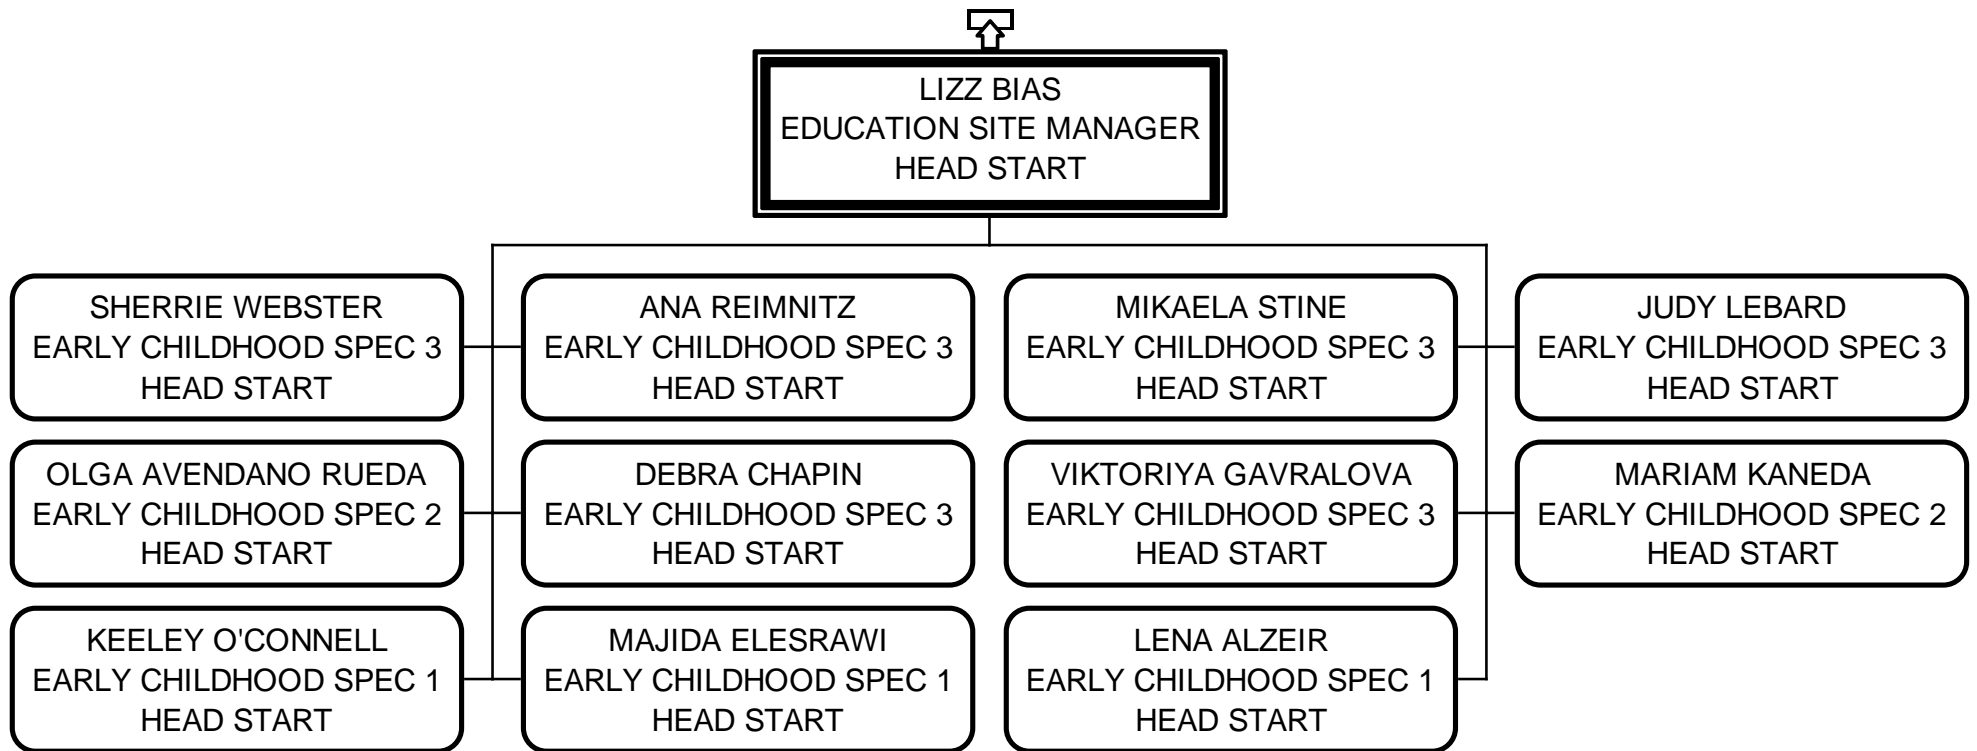 LIZZ BIAS
EDUCATION SITE MANAGER
HEAD START
SHERRIE WEBSTER
EARLY CHILDHOOD SPEC 3
HEAD START
ANA REIMNITZ
EARLY CHILDHOOD SPEC 3
HEAD START
MIKAELA STINE
EARLY CHILDHOOD SPEC 3
HEAD START
JUDY LEBARD
EARLY CHILDHOOD SPEC 3
HEAD START
OLGA AVENDANO RUEDA
EARLY CHILDHOOD SPEC 2
HEAD START
DEBRA CHAPIN
EARLY CHILDHOOD SPEC 3
HEAD START
VIKTORIYA GAVRALOVA
EARLY CHILDHOOD SPEC 3
HEAD START
MARIAM KANEDA
EARLY CHILDHOOD SPEC 2
HEAD START
KEELEY O'CONNELL
EARLY CHILDHOOD SPEC 1
HEAD START
MAJIDA ELESRAWI
EARLY CHILDHOOD SPEC 1
HEAD START
LENA ALZEIR
EARLY CHILDHOOD SPEC 1
HEAD START